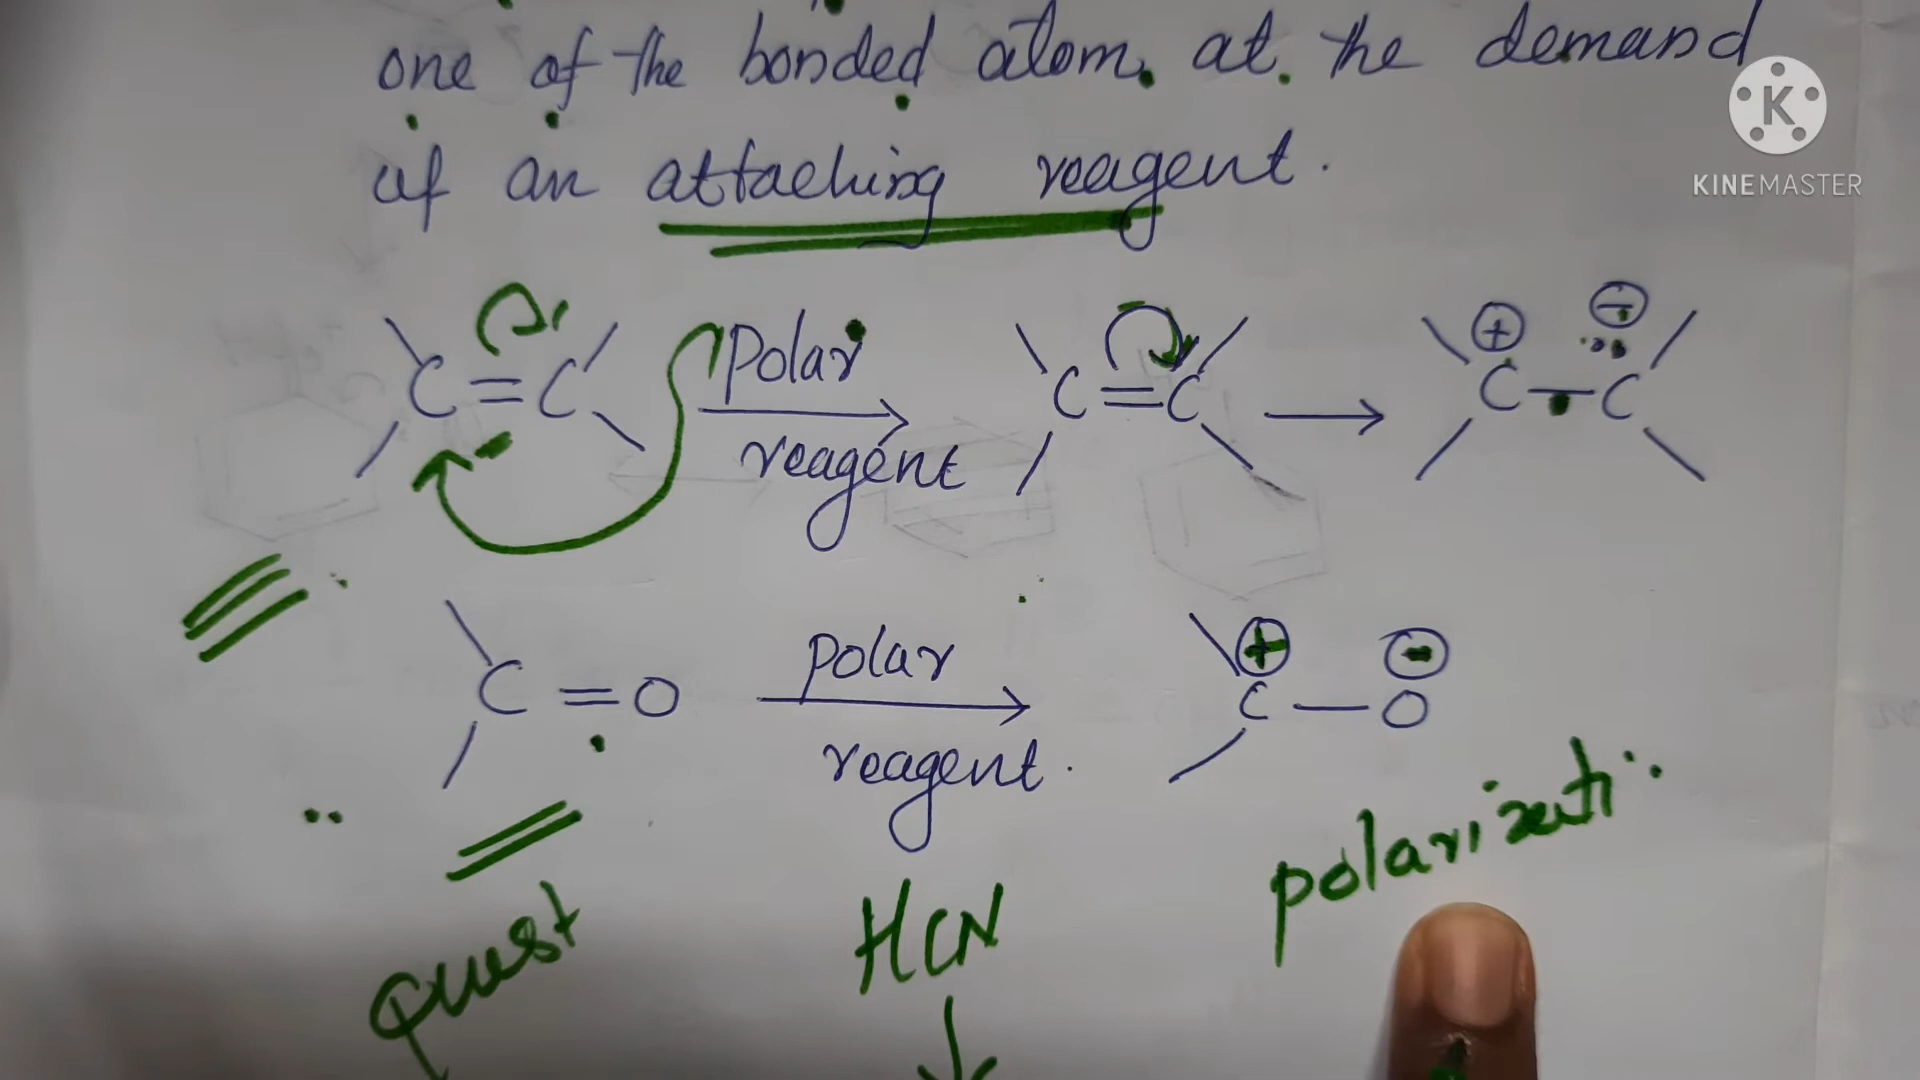 one of the bonded atom at the demand
of an attaching reagent.
KINEMASTER
C=C Polar reagent C=C → C-C
C=O polar reagent. C-O
polarizati
Quest
HCN